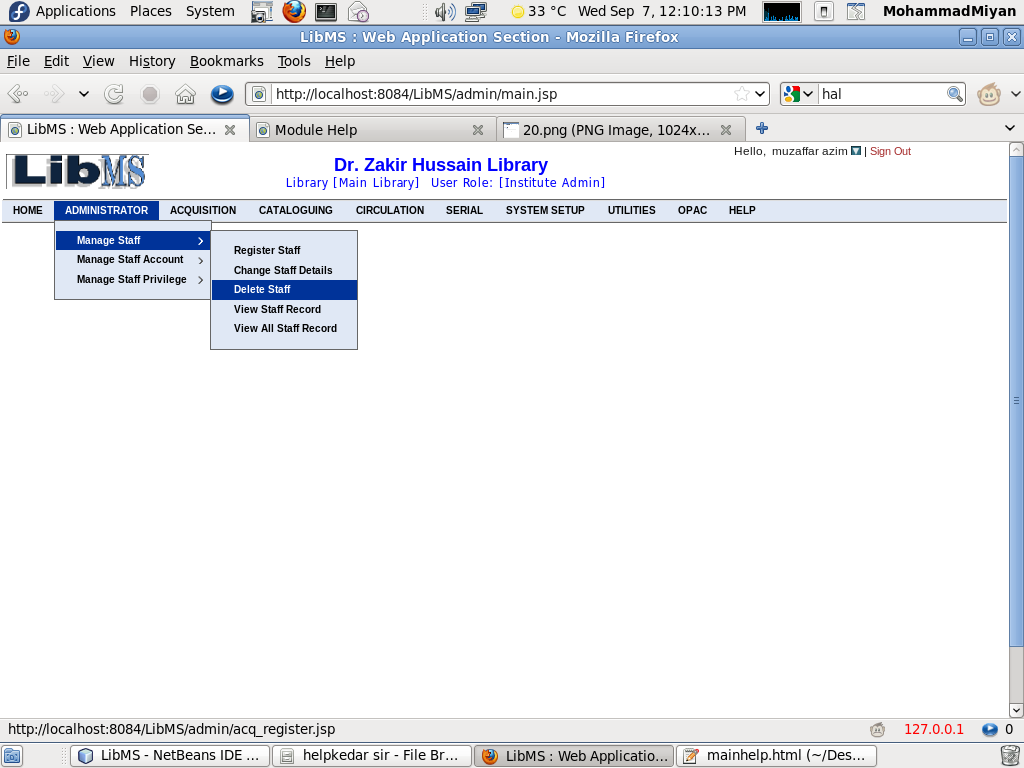 Applications Places System 33 °C Wed Sep 7, 12:10:13 PM MohammadMiyan
LibMS : Web Application Section - Mozilla Firefox
File Edit View History Bookmarks Tools Help
http://localhost:8084/LibMS/admin/main.jsp hal
LibMS : Web Application Se... Module Help 20.png (PNG Image, 1024x...
Hello, muzaffar azim | Sign Out
LibMS
Dr. Zakir Hussain Library
Library [Main Library] User Role: [Institute Admin]
HOME ADMINISTRATOR ACQUISITION CATALOGUING CIRCULATION SERIAL SYSTEM SETUP UTILITIES OPAC HELP
Manage Staff
Manage Staff Account
Manage Staff Privilege
Register Staff
Change Staff Details
Delete Staff
View Staff Record
View All Staff Record
http://localhost:8084/LibMS/admin/acq_register.jsp 127.0.0.1 0
LibMS - NetBeans IDE ... helpkedar sir - File Br... LibMS : Web Applicatio... mainhelp.html (~/Des...